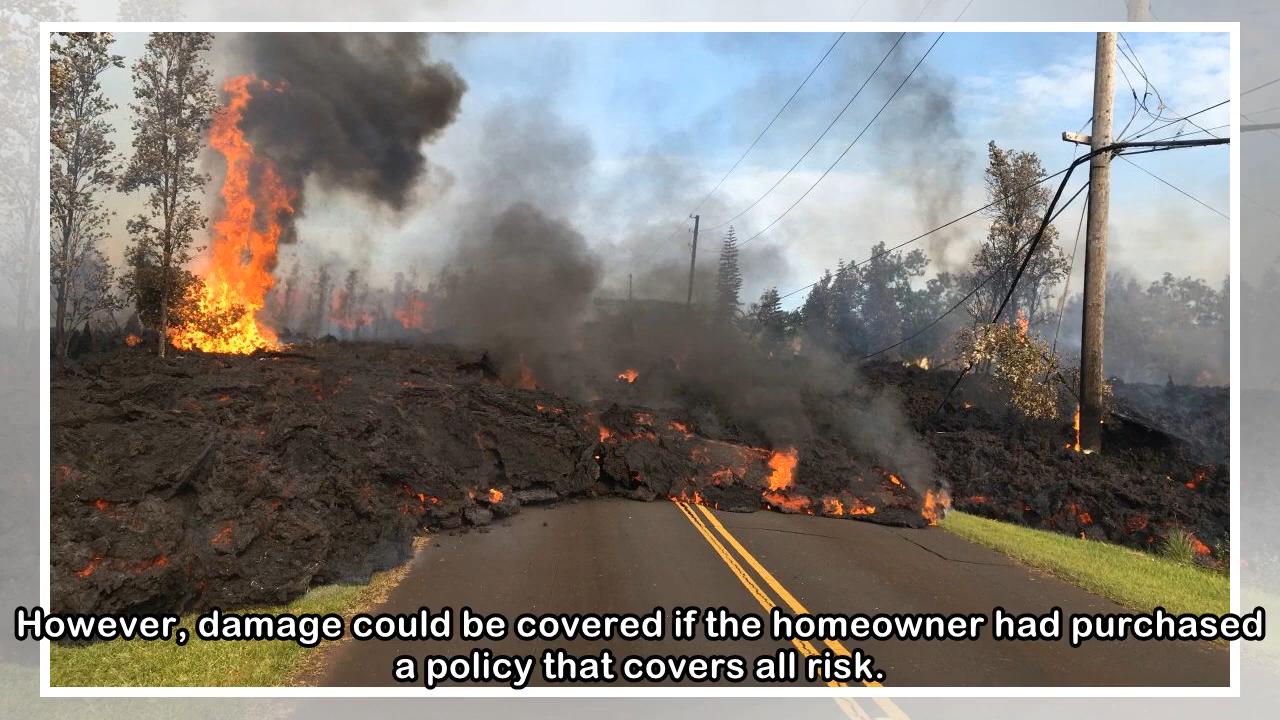 However, damage could be covered if the homeowner had purchased
a policy that covers all risk.